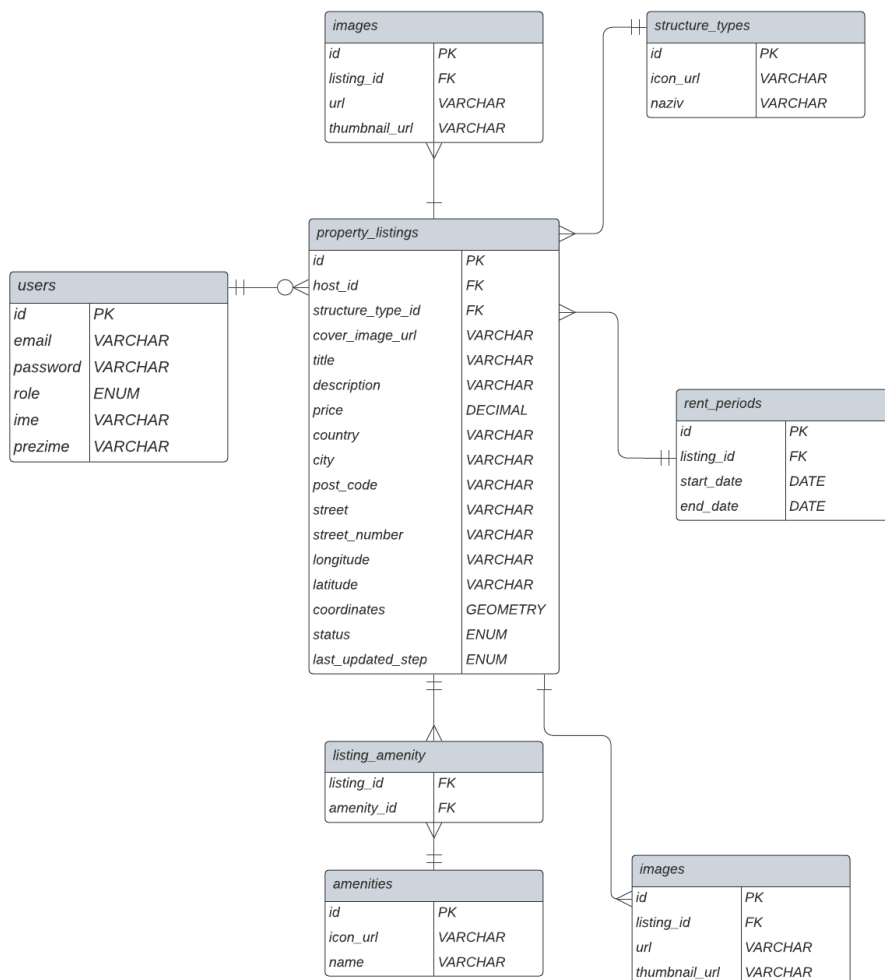 images
id PK
listing_id FK
url VARCHAR
thumbnail_url VARCHAR
structure_types
id PK
icon_url VARCHAR
naziv VARCHAR
property_listings
id PK
host_id FK
structure_type_id FK
cover_image_url VARCHAR
title VARCHAR
description VARCHAR
price DECIMAL
country VARCHAR
city VARCHAR
post_code VARCHAR
street VARCHAR
street_number VARCHAR
longitude VARCHAR
latitude VARCHAR
coordinates GEOMETRY
status ENUM
last_updated_step ENUM
users
id PK
email VARCHAR
password VARCHAR
role ENUM
ime VARCHAR
prezime VARCHAR
rent_periods
id PK
listing_id FK
start_date DATE
end_date DATE
listing_amenity
listing_id FK
amenity_id FK
amenities
id PK
icon_url VARCHAR
name VARCHAR
images
id PK
listing_id FK
url VARCHAR
thumbnail_url VARCHAR